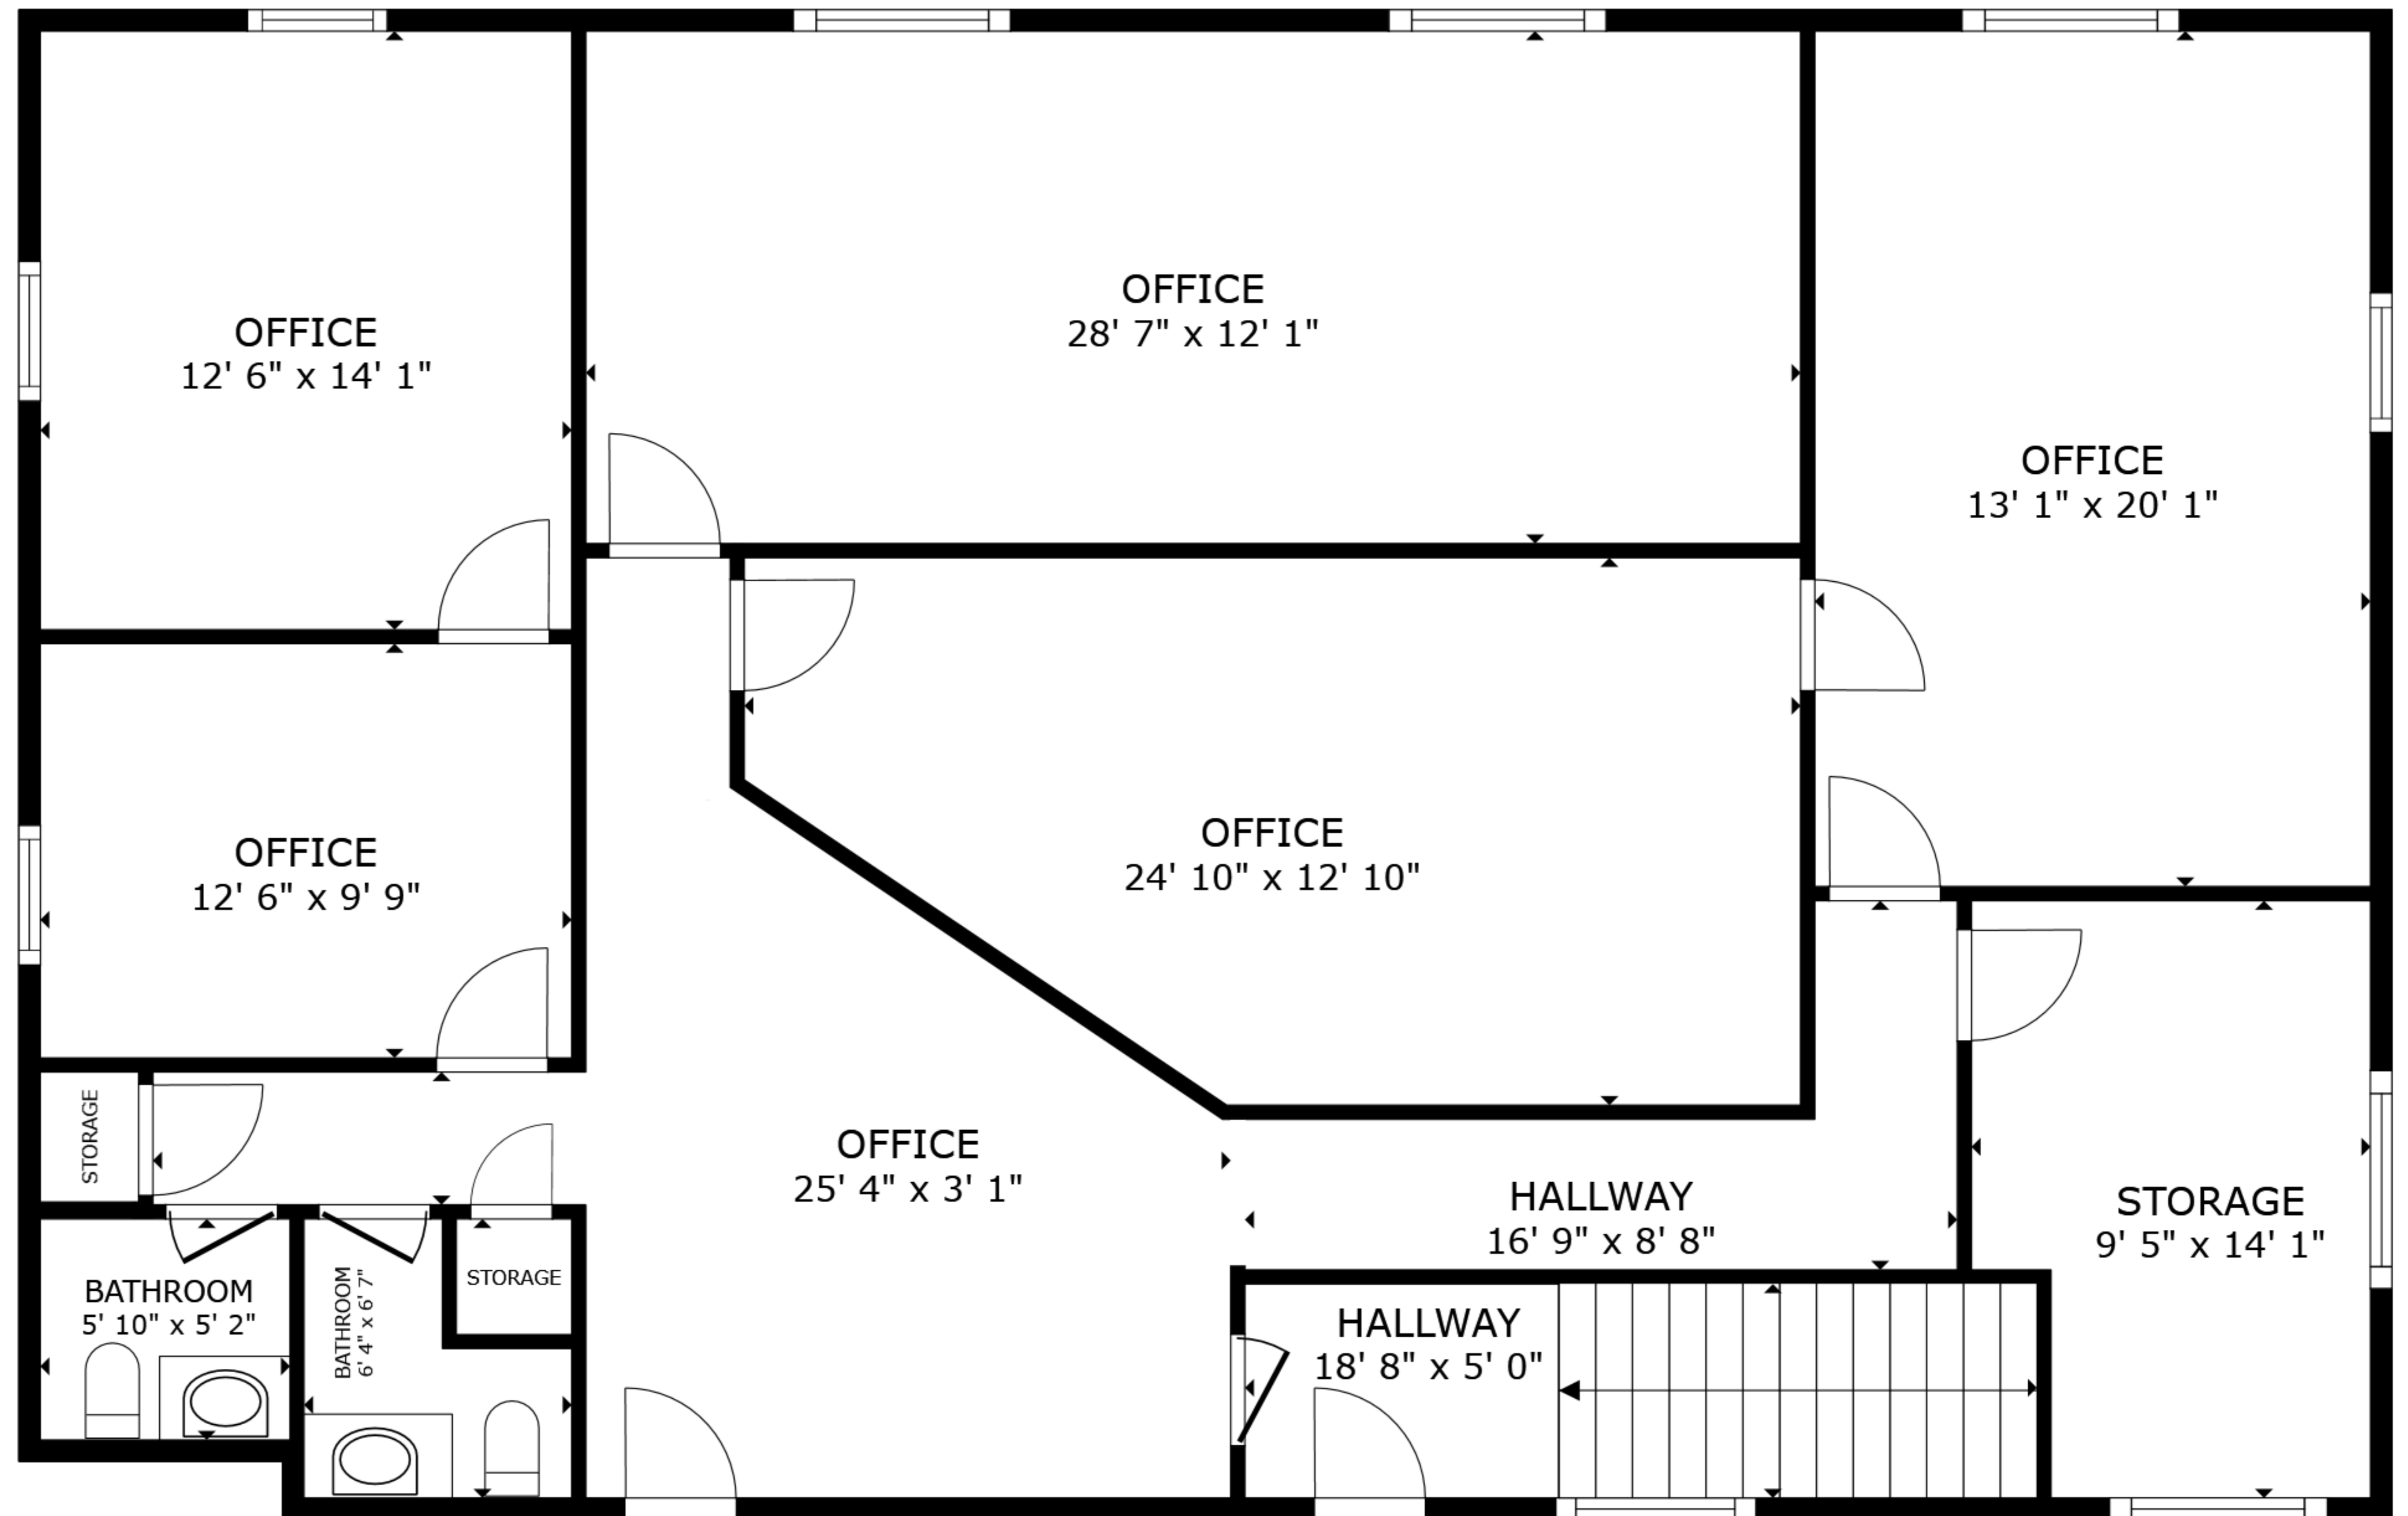 OFFICE
12' 6" x 14' 1"
OFFICE
28' 7" x 12' 1"
OFFICE
13' 1" x 20' 1"
OFFICE
12' 6" x 9' 9"
OFFICE
24' 10" x 12' 10"
STORAGE
OFFICE
25' 4" x 3' 1"
HALLWAY
16' 9" x 8' 8"
STORAGE
9' 5" x 14' 1"
BATHROOM
5' 10" x 5' 2"
BATHROOM
6' 4" x 6' 7"
STORAGE
HALLWAY
18' 8" x 5' 0"